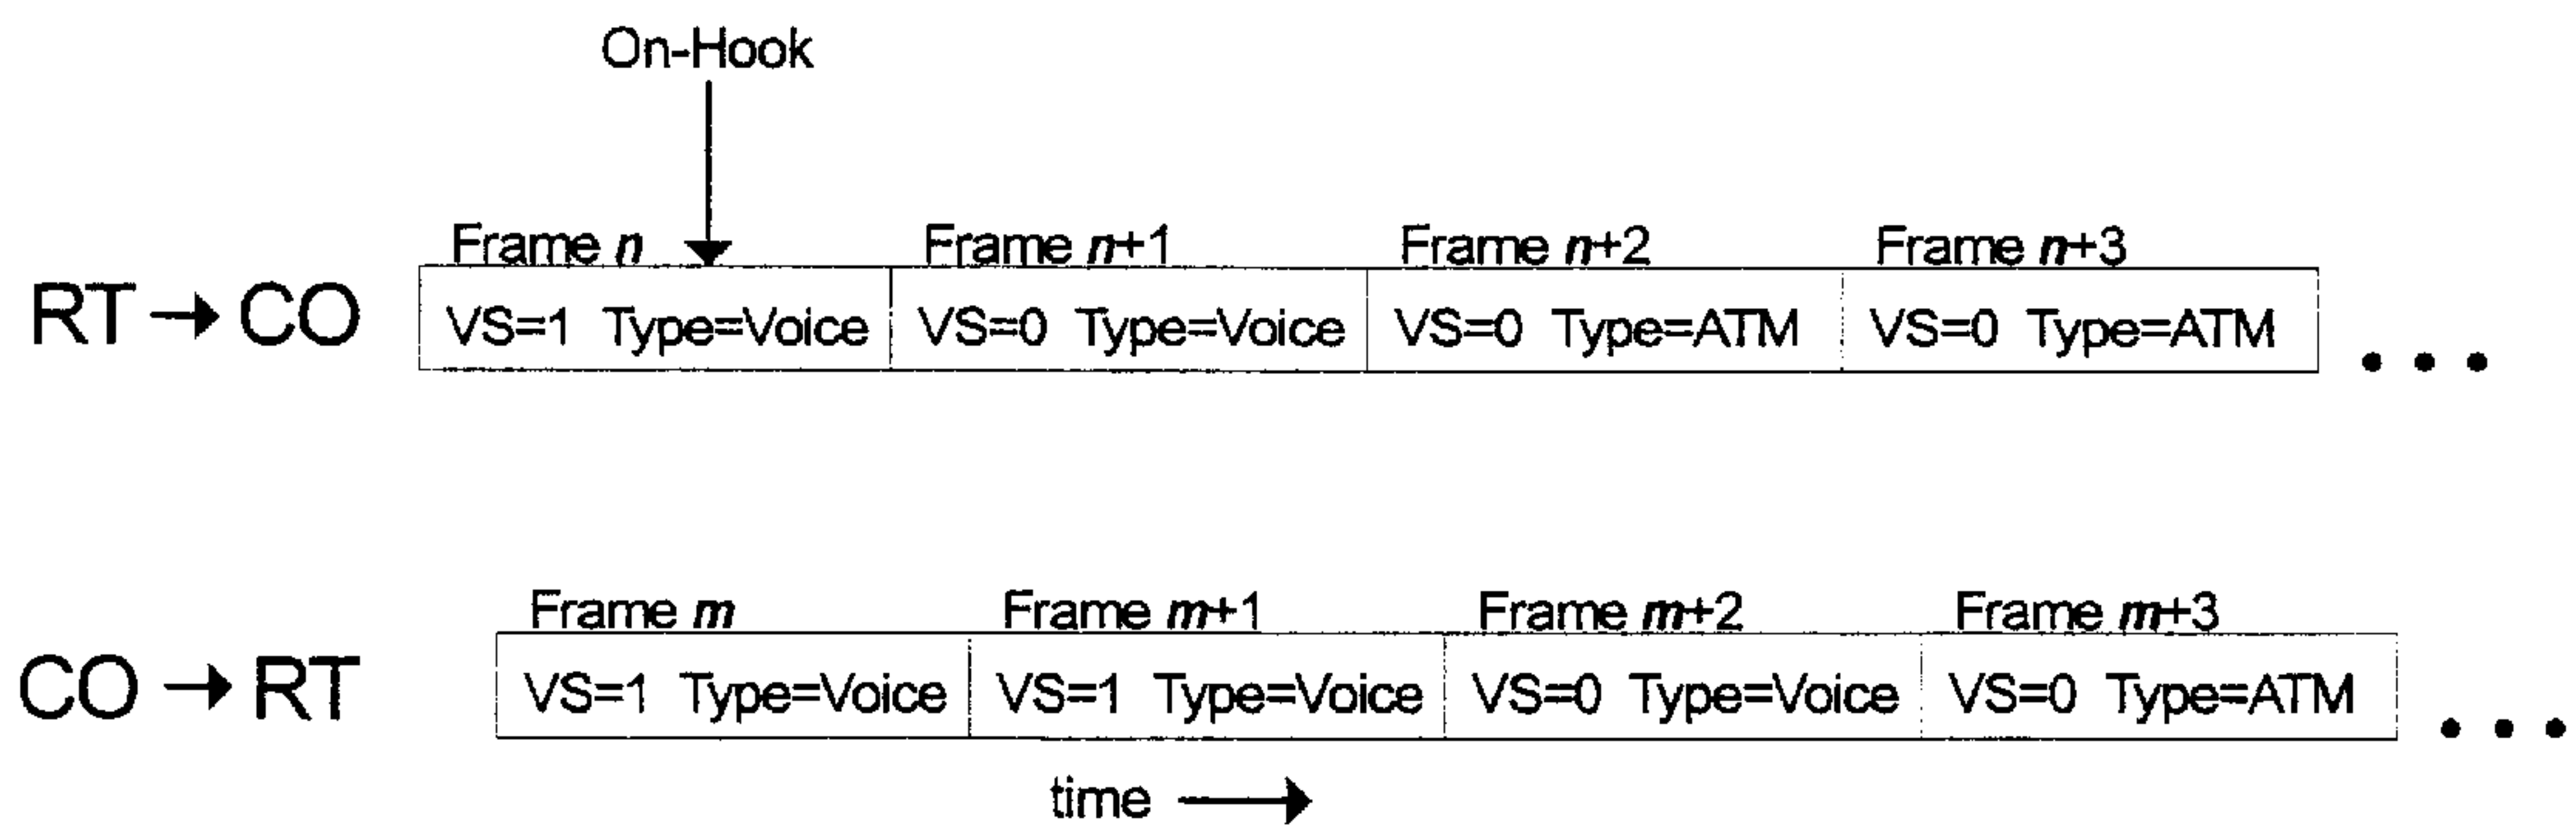 On-Hook
Frame n Frame n+1 Frame n+2 Frame n+3
RT → CO VS=1 Type=Voice VS=0 Type=Voice VS=0 Type=ATM VS=0 Type=ATM • • •
Frame m Frame m+1 Frame m+2 Frame m+3
CO → RT VS=1 Type=Voice VS=1 Type=Voice VS=0 Type=Voice VS=0 Type=ATM • • •
time →